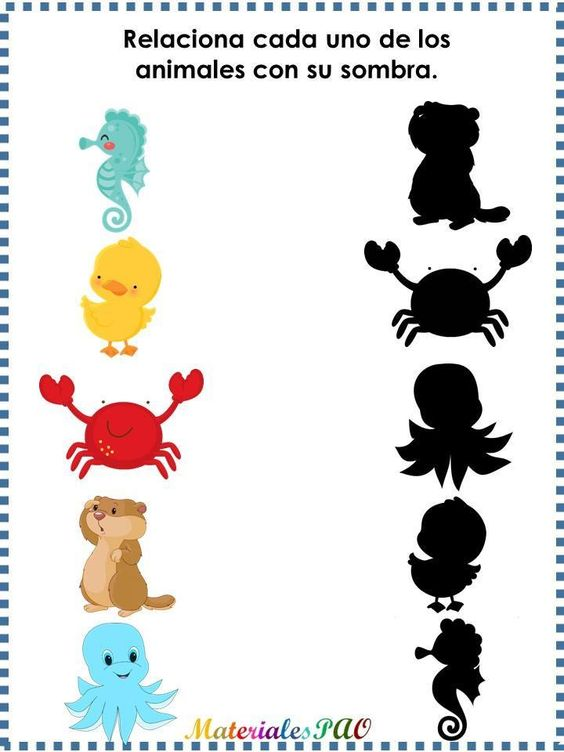 Relaciona cada uno de los
animales con su sombra.
MaterialesPAO